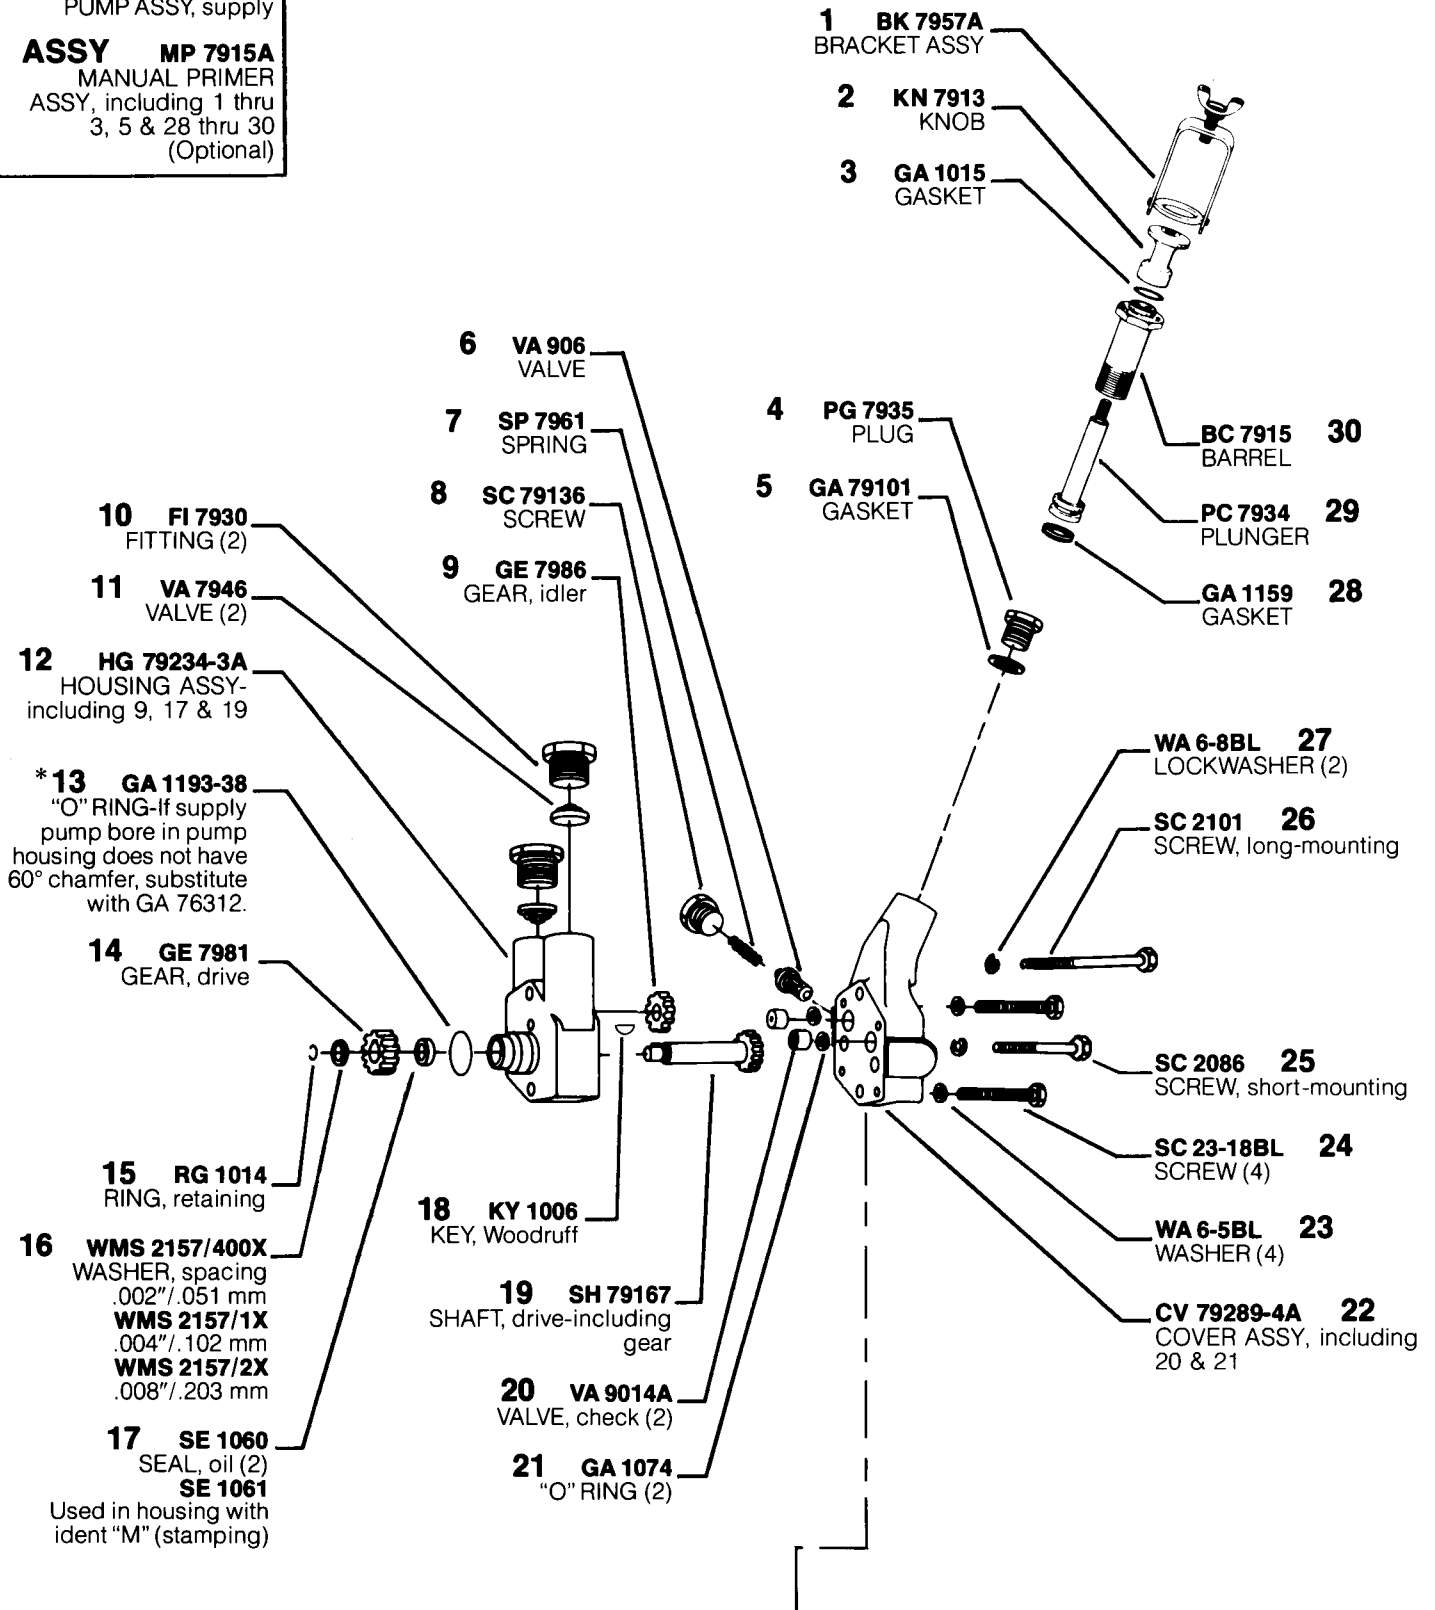 PUMP ASSY, supply
ASSY MP 7915A
MANUAL PRIMER
ASSY, including 1 thru
3, 5 & 28 thru 30
(Optional)
1 BK 7957A
BRACKET ASSY
2 KN 7913
KNOB
3 GA 1015
GASKET
4 PG 7935
PLUG
5 GA 79101
GASKET
6 VA 906
VALVE
7 SP 7961
SPRING
8 SC 79136
SCREW
9 GE 7986
GEAR, idler
10 FI 7930
FITTING (2)
11 VA 7946
VALVE (2)
12 HG 79234-3A
HOUSING ASSY-
including 9, 17 & 19
*13 GA 1193-38
“O” RING-If supply
pump bore in pump
housing does not have
60° chamfer, substitute
with GA 76312.
14 GE 7981
GEAR, drive
15 RG 1014
RING, retaining
16 WMS 2157/400X
WASHER, spacing
.002″/.051 mm
WMS 2157/1X
.004″/.102 mm
WMS 2157/2X
.008″/.203 mm
17 SE 1060
SEAL, oil (2)
SE 1061
Used in housing with
ident “M” (stamping)
18 KY 1006
KEY, Woodruff
19 SH 79167
SHAFT, drive-including
gear
20 VA 9014A
VALVE, check (2)
21 GA 1074
“O” RING (2)
BC 7915 30
BARREL
PC 7934 29
PLUNGER
GA 1159 28
GASKET
WA 6-8BL 27
LOCKWASHER (2)
SC 2101 26
SCREW, long-mounting
SC 2086 25
SCREW, short-mounting
SC 23-18BL 24
SCREW (4)
WA 6-5BL 23
WASHER (4)
CV 79289-4A 22
COVER ASSY, including
20 & 21